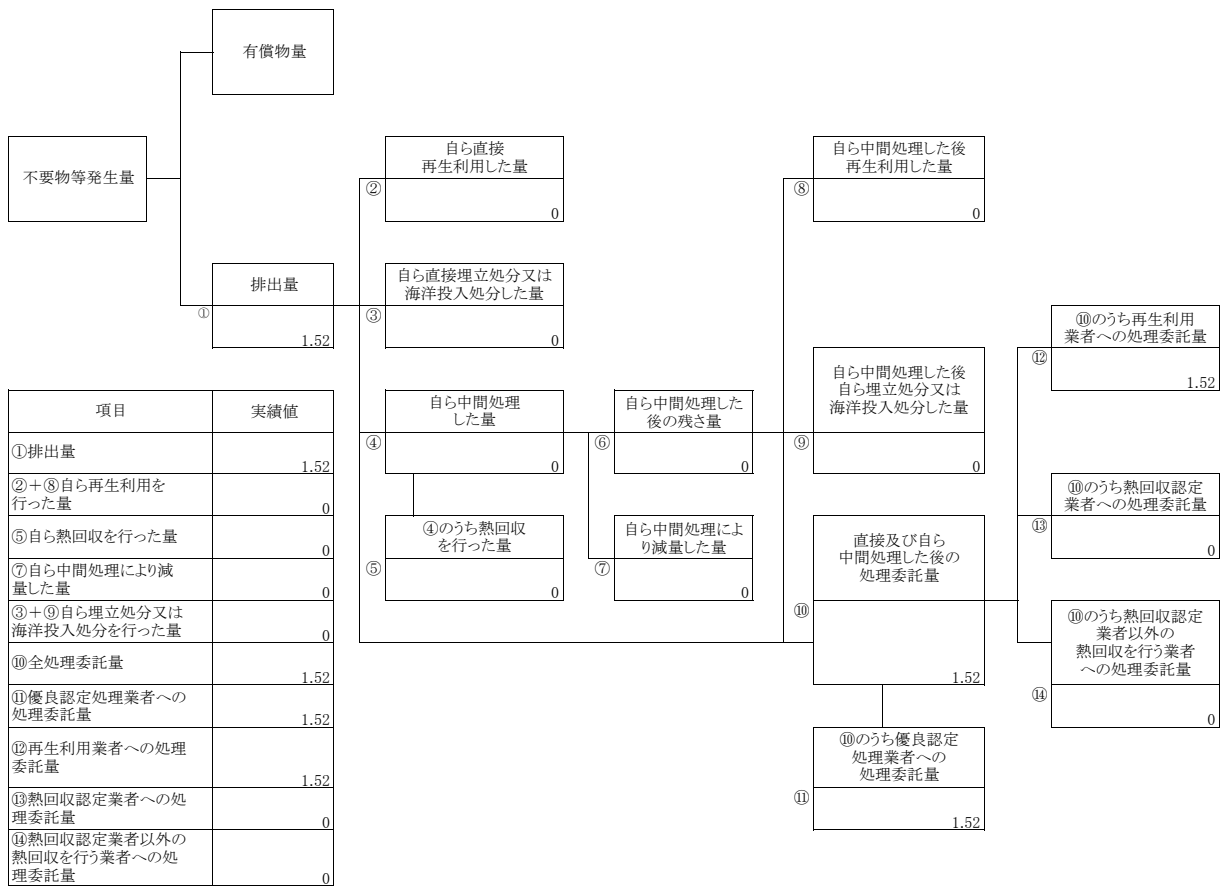 有償物量
不要物等発生量
自ら直接
再生利用した量
②
0
自ら中間処理した後
再生利用した量
⑧
0
排出量
①
1.52
自ら直接埋立処分又は
海洋投入処分した量
③
0
⑩のうち再生利用
業者への処理委託量
⑫
1.52
自ら中間処理した後
自ら埋立処分又は
海洋投入処分した量
⑨
0
自ら中間処理
した量
④
0
自ら中間処理した
後の残さ量
⑥
0
⑩のうち熱回収認定
業者への処理委託量
⑬
0
④のうち熱回収
を行った量
⑤
0
自ら中間処理によ
り減量した量
⑦
0
直接及び自ら
中間処理した後の
処理委託量
⑩
1.52
⑩のうち熱回収認定
業者以外の
熱回収を行う業者
への処理委託量
⑭
0
⑩のうち優良認定
処理業者への
処理委託量
⑪
1.52
項目 実績値
①排出量
1.52
②+⑧自ら再生利用を
行った量
0
⑤自ら熱回収を行った量
0
⑦自ら中間処理により減
量した量
0
③+⑨自ら埋立処分又は
海洋投入処分を行った量
0
⑩全処理委託量
1.52
⑪優良認定処理業者への
処理委託量
1.52
⑫再生利用業者への処理
委託量
1.52
⑬熱回収認定業者への処
理委託量
0
⑭熱回収認定業者以外の
熱回収を行う業者への処
理委託量
0